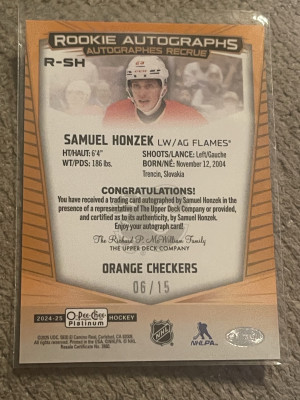 ROOKIE AUTOGRAPHS
AUTOGRAPHES RECRUE
R-SH
SAMUEL HONZEK LW/AG FLAMES®
HT/HAUT: 6'4" SHOOTS/LANCE: Left/Gauche
WT/PDS: 186 lbs. BORN/NÉ: November 12, 2004
Trencin, Slovakia
CONGRATULATIONS!
You have received a trading card autographed by Samuel Honzek in the
presence of a representative of The Upper Deck Company or provided,
and certified as to its authenticity, by Samuel Honzek.
Enjoy your autograph card.
The Richard P. McWilliam Family
THE UPPER DECK COMPANY
ORANGE CHECKERS
06/15
2024-25 O-Pee-Chee Platinum HOCKEY
NHL
NHLPA